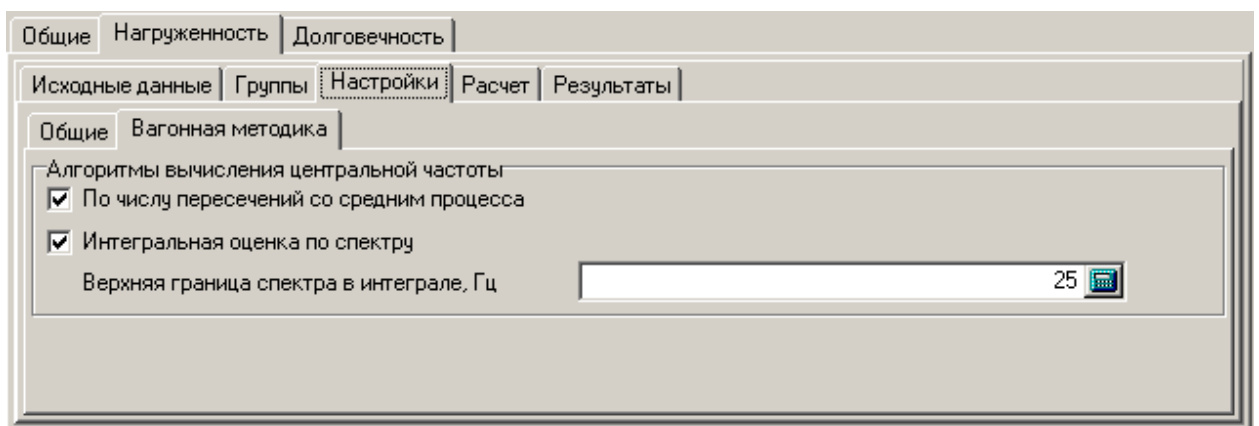 Общие Нагруженность Долговечность
Исходные данные Группы Настройки Расчет Результаты
Общие Вагонная методика
Алгоритмы вычисления центральной частоты
По числу пересечений со средним процесса
Интегральная оценка по спектру
Верхняя граница спектра в интеграле, Гц 25